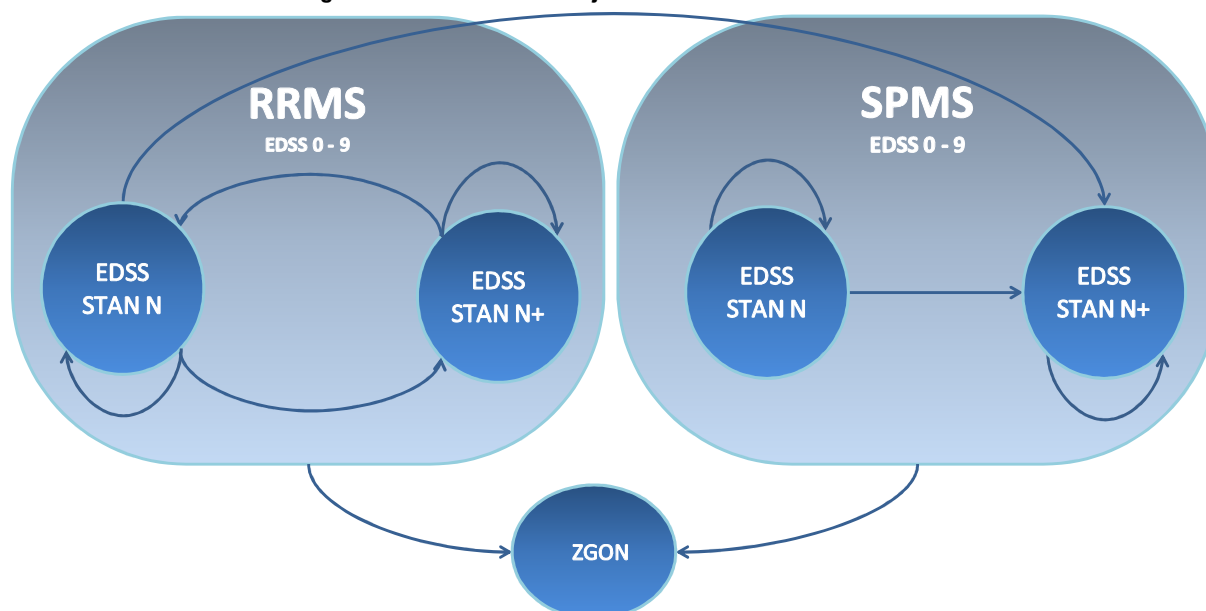 RRMS
EDSS 0 - 9
SPMS
EDSS 0 - 9
EDSS
STAN N
EDSS
STAN N+
EDSS
STAN N
EDSS
STAN N+
ZGON